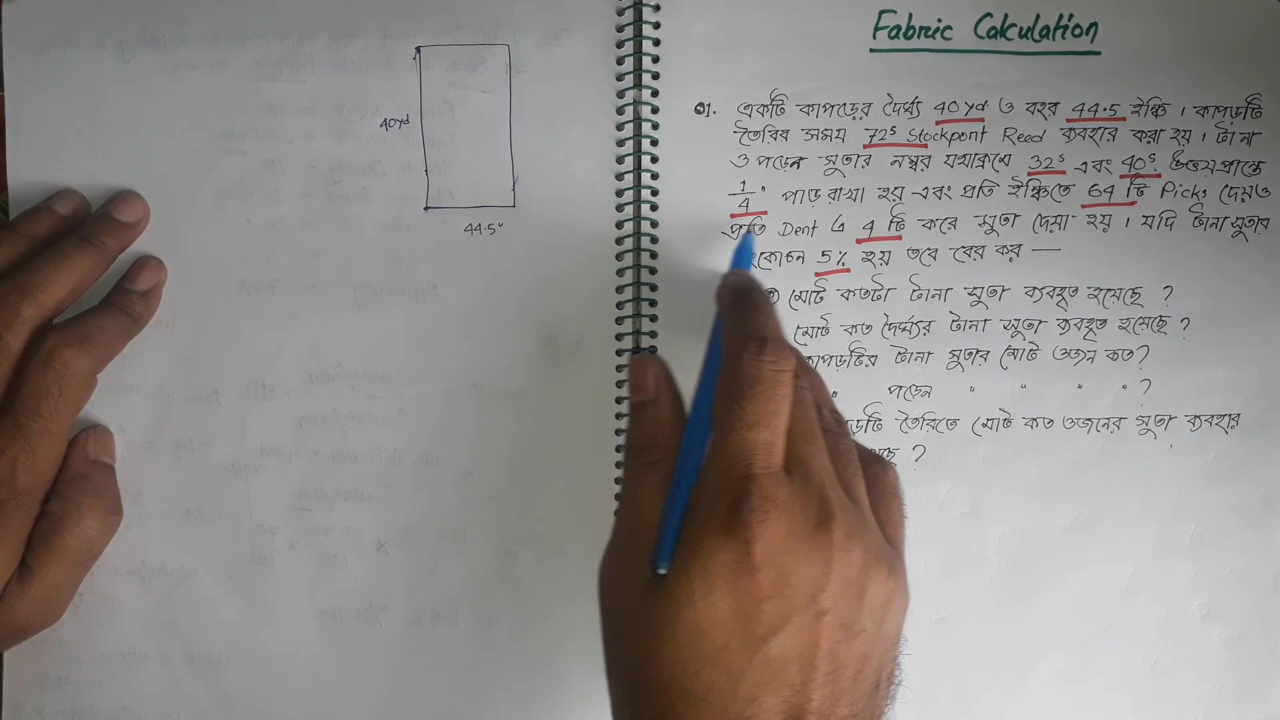 40yd
44.5"
Fabric Calculation
Q1. একটি কাপড়ের দৈর্ঘ্য 40yd ও বহর 44.5 ইঞ্চি। কাপড়টি
তৈরির সময় 72s Stockport Reed ব্যবহার করা হয়। টানা
ও পড়েন সুতার নম্বর যথাক্রমে 32s এবং 40s. উভয়প্রান্তে
1/4" পাড় রাখা হয় এবং প্রতি ইঞ্চিতে 64 টি Picks দেয়ও
প্রতি Dent এ 4 টি করে সুতা দেয়া হয়। যদি টানা সুতার
5% হয় তবে বের কর —
মোট কতটা টানা সুতা ব্যবহৃত হয়েছে ?
মোট কত দৈর্ঘ্যের টানা সুতা ব্যবহৃত হয়েছে ?
কাপড়টির টানা সুতার মোট ওজন কত?
" পড়েন " " " " ?
তৈরিতে মোট কত ওজনের সুতা ব্যবহার
?